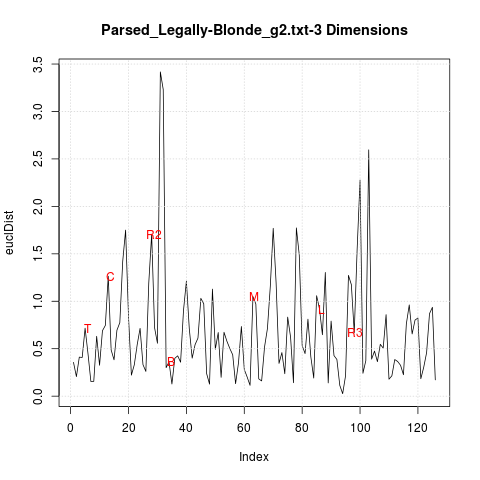 Parsed_Legally-Blonde_g2.txt-3 Dimensions
euclDist
3.5
3.0
2.5
2.0
1.5
1.0
0.5
0.0
R2
C
M
T
R3
B
0 20 40 60 80 100 120
Index